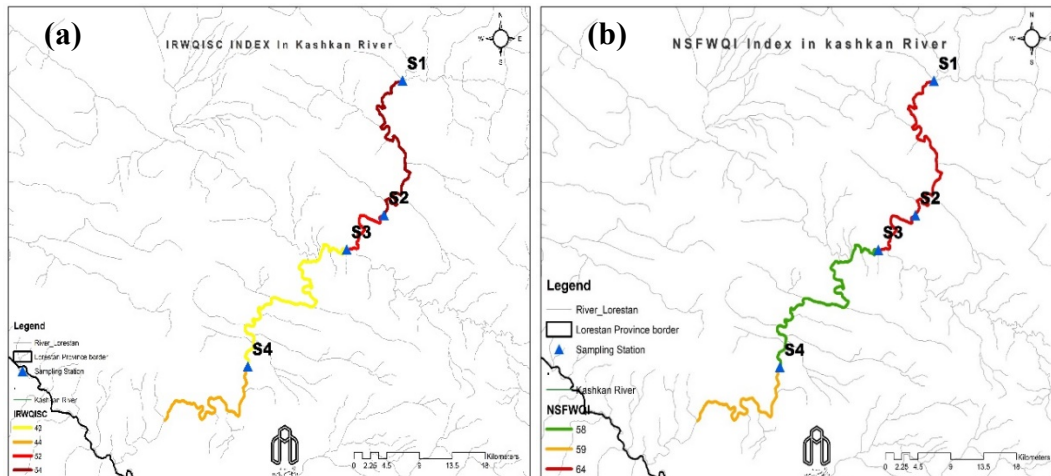 (a)
IRWQISC INDEX In Kashkan River
N
W
E
S
S1
S2
S3
S4
Legend
River_Lorestan
Lorestan Province border
Sampling Station
Kashkan River
IRWQISC
44
52
Kilometers
0 2.25 4.5 9 13.5 18
(b)
NSFWQI Index in kashkan River
N
W
E
S
S1
S2
S3
S4
Legend
River_Lorestan
Lorestan Province border
Sampling Station
Kashkan River
NSFWQI
58
59
64
Kilometers
0 2.25 4.5 9 13.5 18